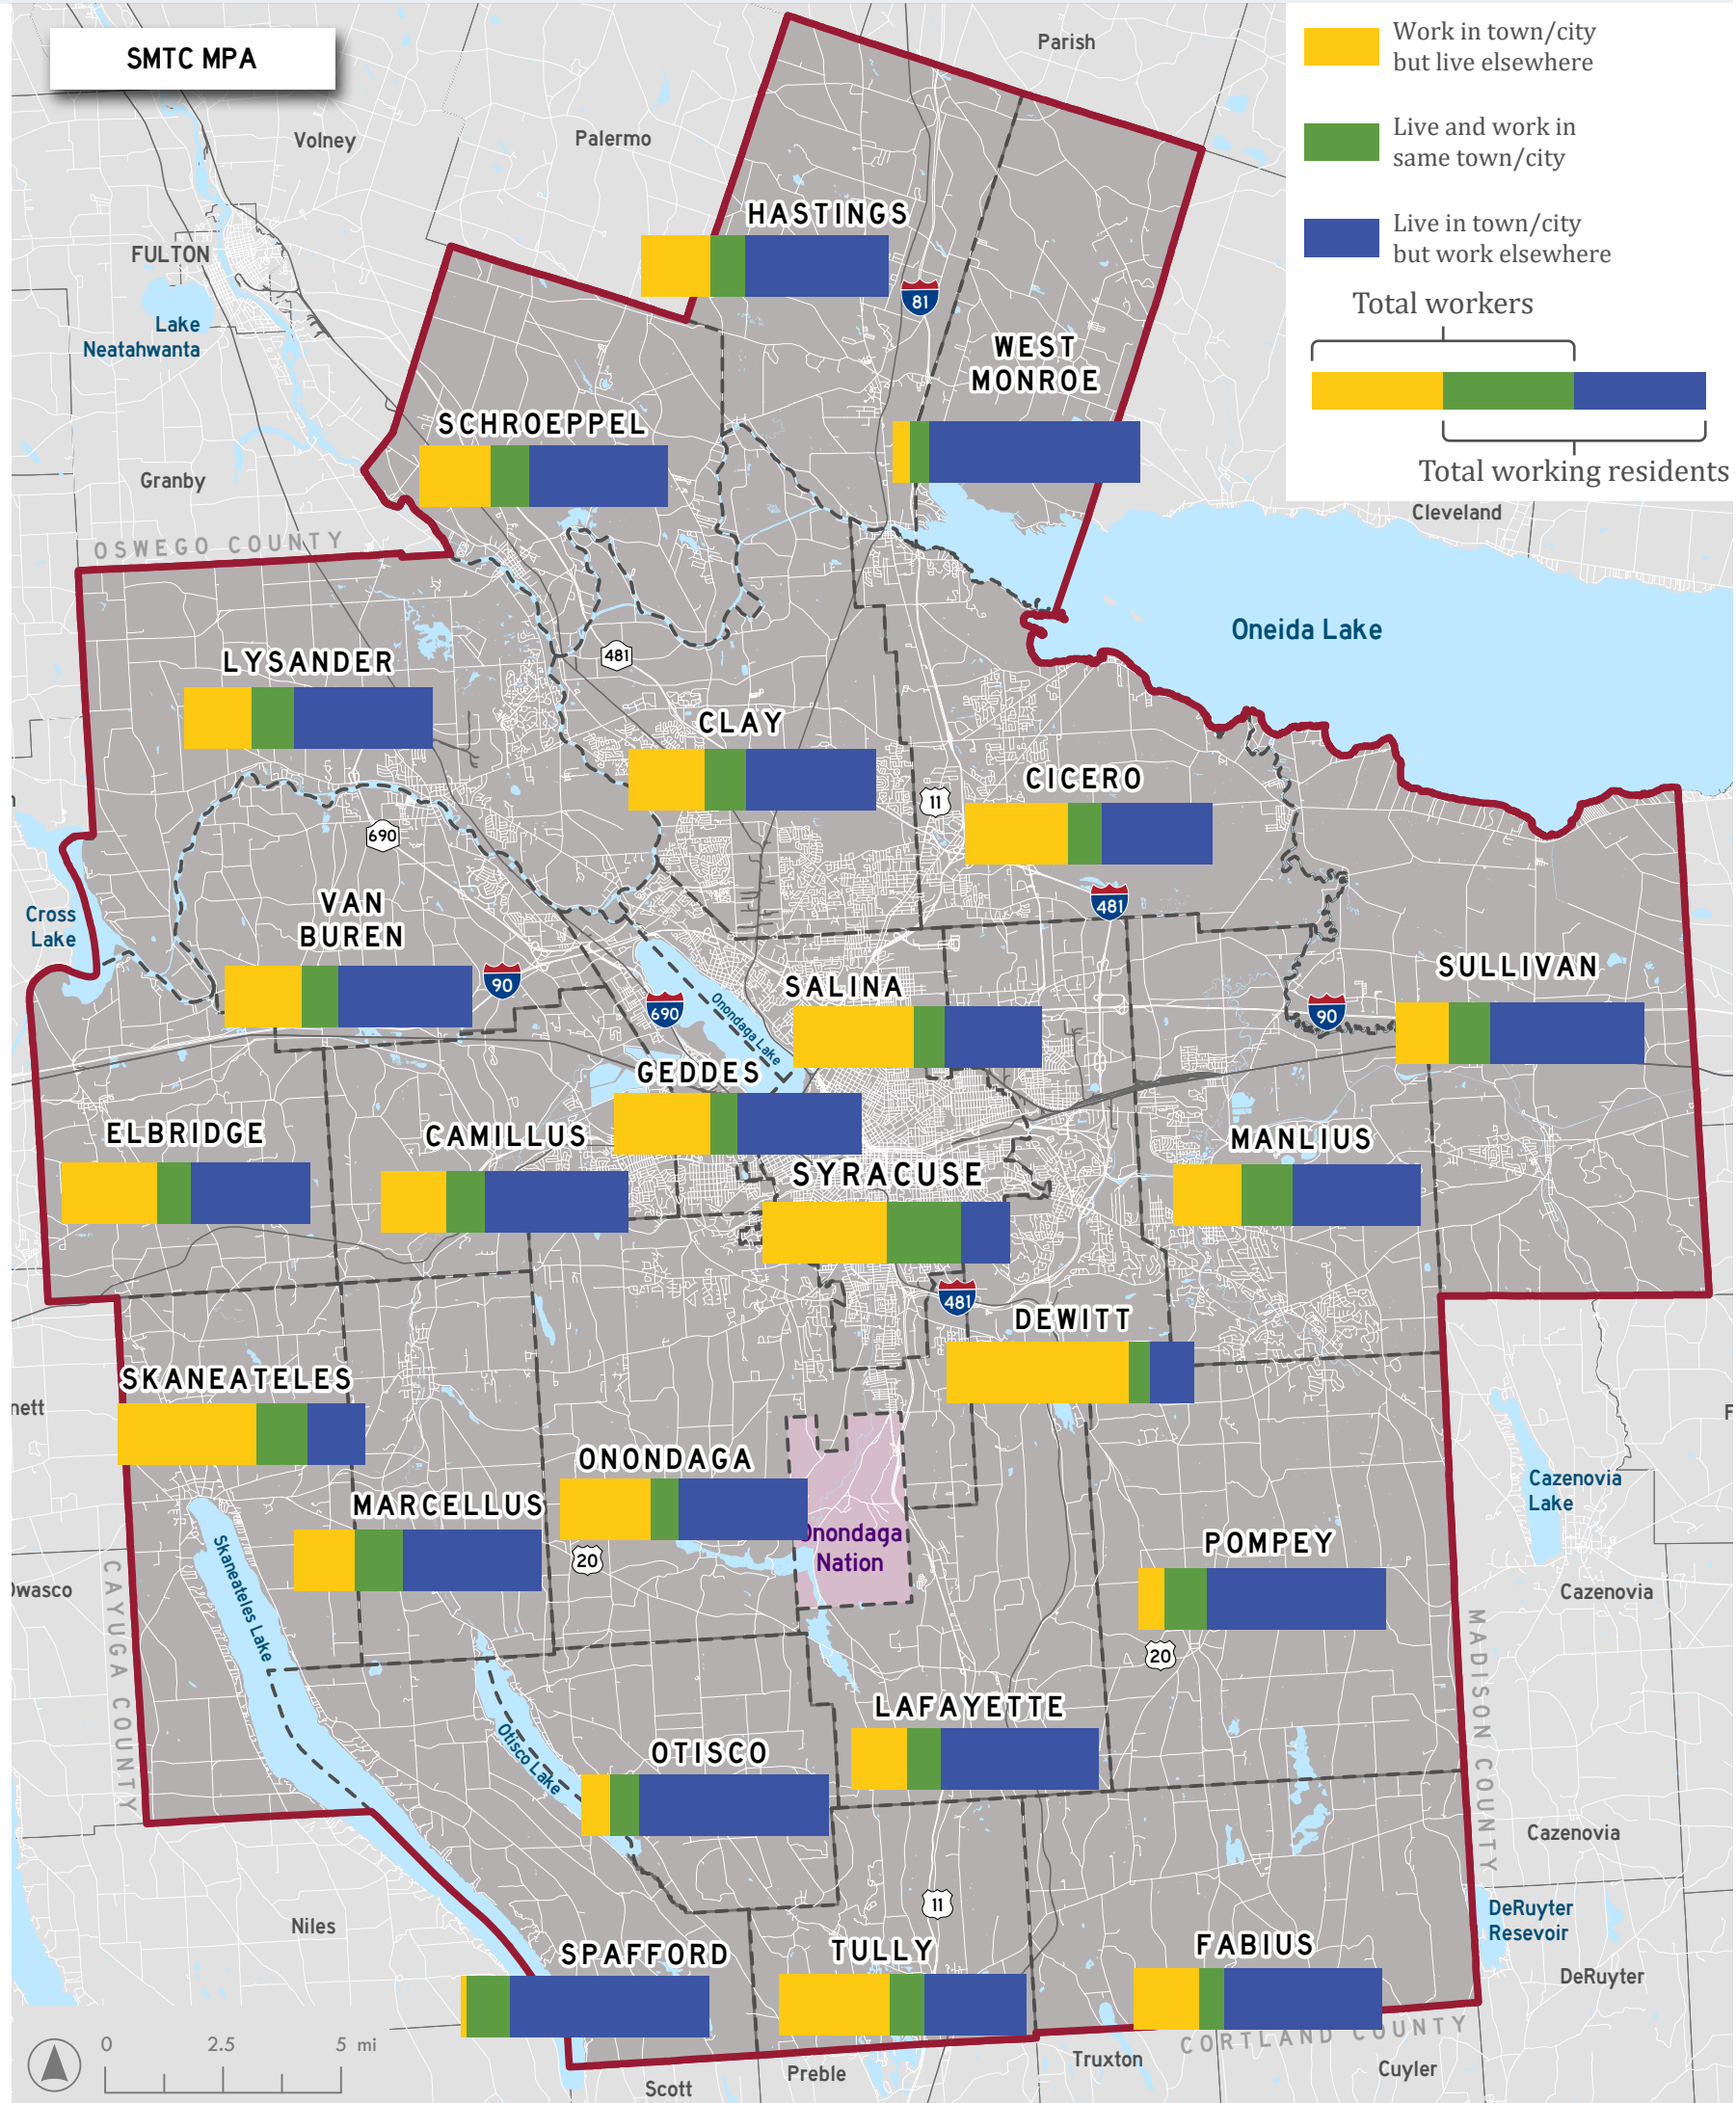 SMTC MPA
Work in town/city
but live elsewhere
Live and work in
same town/city
Live in town/city
but work elsewhere
Total workers
Total working residents
Parish
Volney
Palermo
HASTINGS
FULTON
81
Lake
Neatahwanta
WEST
MONROE
SCHROEPPEL
Granby
Cleveland
OSWEGO COUNTY
Oneida Lake
481
LYSANDER
CLAY
CICERO
11
690
481
VAN
BUREN
Cross
Lake
SULLIVAN
90
SALINA
690
Onondaga Lake
90
GEDDES
ELBRIDGE
CAMILLUS
MANLIUS
SYRACUSE
481
DEWITT
SKANEATELES
nett
ONONDAGA
Cazenovia
Lake
MARCELLUS
Onondaga
Nation
20
POMPEY
Skaneateles Lake
Owasco
Cazenovia
CAYUGA COUNTY
MADISON COUNTY
20
LAFAYETTE
Otisco Lake
OTISCO
Cazenovia
11
DeRuyter
Resevoir
Niles
SPAFFORD
TULLY
FABIUS
DeRuyter
CORTLAND COUNTY
0 2.5 5 mi
Truxton
Cuyler
Preble
Scott